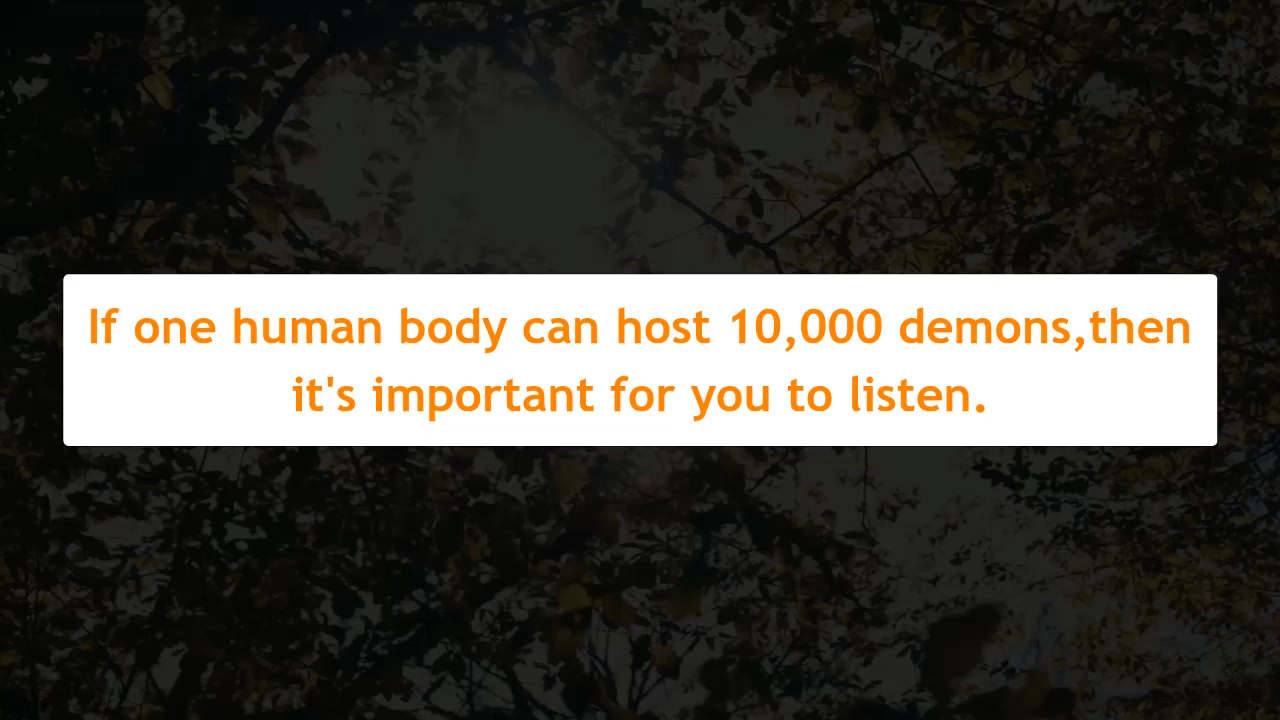 If one human body can host 10,000 demons,then
it's important for you to listen.